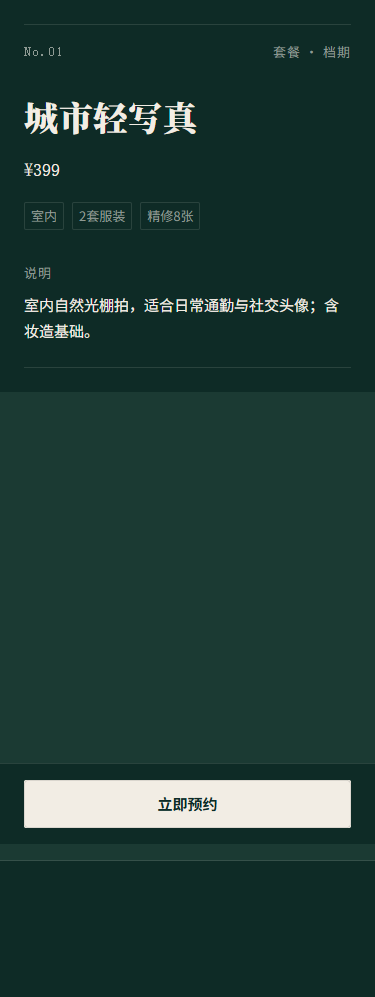 No.01
套餐 · 档期
城市轻写真
¥399
室内
2套服装
精修8张
说明
室内自然光棚拍，适合日常通勤与社交头像；含
妆造基础。
立即预约